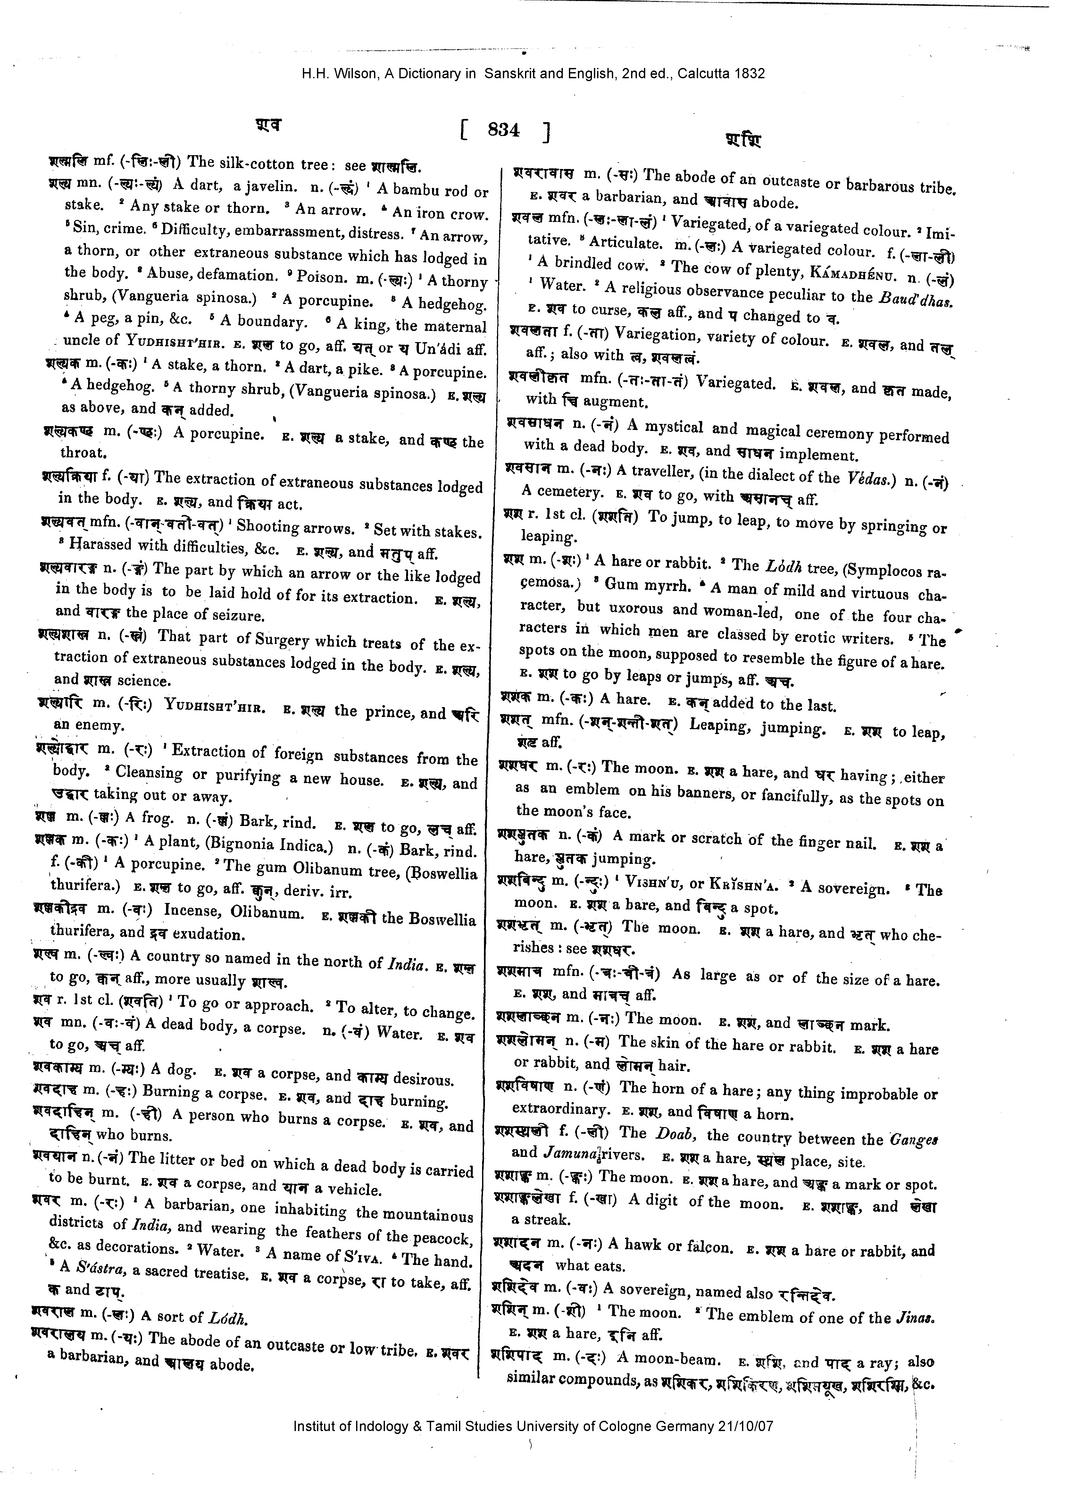 H.H. Wilson, A Dictionary in Sanskrit and English, 2nd ed., Calcutta 1832
शव
[ 834 ]
शशि
शल्मलि mf. (-लिः-ली) The silk-cotton tree: see शाल्मलि.
शल्य mn. (-ल्यः-ल्यं) A dart, a javelin. n. (-ल्यं) ¹ A bambu rod or
stake. ² Any stake or thorn. ³ An arrow. ⁴ An iron crow.
⁵ Sin, crime. ⁶ Difficulty, embarrassment, distress. ⁷ An arrow,
a thorn, or other extraneous substance which has lodged in
the body. ⁸ Abuse, defamation. ⁹ Poison. m. (-ल्यः) ¹ A thorny
shrub, (Vangueria spinosa.) ² A porcupine. ³ A hedgehog.
⁴ A peg, a pin, &c. ⁵ A boundary. ⁶ A king, the maternal
uncle of YUDHISHT'HIR. E. शल to go, aff. यत् or य Un'ádi aff.
शल्यक m. (-कः) ¹ A stake, a thorn. ² A dart, a pike. ³ A porcupine.
⁴ A hedgehog. ⁵ A thorny shrub, (Vangueria spinosa.) E. शल्य
as above, and कन् added.
शल्यकण्ठ m. (-ण्ठः) A porcupine. E. शल्य a stake, and कण्ठ the
throat.
शल्यक्रिया f. (-या) The extraction of extraneous substances lodged
in the body. E. शल्य, and क्रिया act.
शल्यवत् mfn. (-वान्-वती-वत्) ¹ Shooting arrows. ² Set with stakes.
³ Harassed with difficulties, &c. E. शल्य, and मतुप् aff.
शल्यवारङ्ग n. (-ङ्गं) The part by which an arrow or the like lodged
in the body is to be laid hold of for its extraction. E. शल्य,
and वारङ्ग the place of seizure.
शल्यशास्त्र n. (-स्त्रं) That part of Surgery which treats of the ex-
traction of extraneous substances lodged in the body. E. शल्य,
and शास्त्र science.
शल्यारि m. (-रिः) YUDHISHT'HIR. E. शल्य the prince, and अरि
an enemy.
शल्योद्धार m. (-रः) ¹ Extraction of foreign substances from the
body. ² Cleansing or purifying a new house. E. शल्य, and
उद्धार taking out or away.
शल्ल m. (-ल्लः) A frog. n. (-ल्लं) Bark, rind. E. शल to go, लच् aff.
शल्लक m. (-कः) ¹ A plant, (Bignonia Indica.) n. (-कं) Bark, rind.
f. (-की) ¹ A porcupine. ² The gum Olibanum tree, (Boswellia
thurifera.) E. शल to go, aff. कुन्, deriv. irr.
शल्लकीद्रव m. (-वः) Incense, Olibanum. E. शल्लकी the Boswellia
thurifera, and द्रव exudation.
शल्व m. (-ल्वः) A country so named in the north of India. E. शल
to go, वन् aff., more usually शाल्व.
शव r. 1st cl. (शवति) ¹ To go or approach. ² To alter, to change.
शव mn. (-वः-वं) A dead body, a corpse. n. (-वं) Water. E. शव
to go, अच् aff.
शवकाम्य m. (-म्यः) A dog. E. शव a corpse, and काम्य desirous.
शवदाह m. (-हः) Burning a corpse. E. शव, and दाह burning.
शवदाहिन् m. (-ही) A person who burns a corpse. E. शव, and
दाहिन् who burns.
शवयान n. (-नं) The litter or bed on which a dead body is carried
to be burnt. E. शव a corpse, and यान a vehicle.
शवर m. (-रः) ¹ A barbarian, one inhabiting the mountainous
districts of India, and wearing the feathers of the peacock,
&c. as decorations. ² Water. ³ A name of S'IVA. ⁴ The hand.
⁵ A S'ástra, a sacred treatise. E. शव a corpse, रा to take, aff.
क and टाप्.
शवराल m. (-लः) A sort of Lódh.
शवरालय m. (-यः) The abode of an outcaste or low tribe. E. शवर
a barbarian, and आलय abode.
शवरावास m. (-सः) The abode of an outcaste or barbarous tribe.
E. शवर a barbarian, and आवास abode.
शवल mfn. (-लः-ला-लं) ¹ Variegated, of a variegated colour. ² Imi-
tative. ³ Articulate. m. (-लः) A variegated colour. f. (-ला-ली)
¹ A brindled cow. ² The cow of plenty, KÁMADHÉNU. n. (-लं)
¹ Water. ² A religious observance peculiar to the Baud'dhas.
E. शव to curse, कल aff., and प changed to व.
शवलता f. (-ता) Variegation, variety of colour. E. शवल, and तल्
aff.; also with त्व, शवलत्वं.
शवलीकृत mfn. (-तः-ता-तं) Variegated. E. शवल, and कृत made,
with च्वि augment.
शवसाधन n. (-नं) A mystical and magical ceremony performed
with a dead body. E. शव, and साधन implement.
शवसान m. (-नः) A traveller, (in the dialect of the Védas.) n. (-नं)
A cemetery. E. शव to go, with असानच् aff.
शश r. 1st cl. (शशति) To jump, to leap, to move by springing or
leaping.
शश m. (-शः) ¹ A hare or rabbit. ² The Lódh tree, (Symplocos ra-
cemosa.) ³ Gum myrrh. ⁴ A man of mild and virtuous cha-
racter, but uxorous and woman-led, one of the four cha-
racters in which men are classed by erotic writers. ⁵ The
spots on the moon, supposed to resemble the figure of a hare.
E. शश to go by leaps or jumps, aff. अच्.
शशक m. (-कः) A hare. E. कन् added to the last.
शशत् mfn. (-शन्-शन्ती-शत्) Leaping, jumping. E. शश to leap,
शतृ aff.
शशधर m. (-रः) The moon. E. शश a hare, and धर having; either
as an emblem on his banners, or fancifully, as the spots on
the moon's face.
शशप्लुतक n. (-कं) A mark or scratch of the finger nail. E. शश a
hare, प्लुतक jumping.
शशबिन्दु m. (-न्दुः) ¹ VISHN'U, or KRĬSHN'A. ² A sovereign. ³ The
moon. E. शश a hare, and बिन्दु a spot.
शशभृत् m. (-भृत्) The moon. E. शश a hare, and भृत् who che-
rishes: see शशधर.
शशमात्र mfn. (-त्रः-त्री-त्रं) As large as or of the size of a hare.
E. शश, and मात्रच् aff.
शशलाञ्छन m. (-नः) The moon. E. शश, and लाञ्छन mark.
शशलोमन् n. (-म) The skin of the hare or rabbit. E. शश a hare
or rabbit, and लोमन् hair.
शशविषाण n. (-णं) The horn of a hare; any thing improbable or
extraordinary. E. शश, and विषाण a horn.
शशस्थली f. (-ली) The Doab, the country between the Ganges
and Jamuna rivers. E. शश a hare, स्थल place, site.
शशाङ्क m. (-ङ्कः) The moon. E. शश a hare, and अङ्क a mark or spot.
शशाङ्कलेखा f. (-खा) A digit of the moon. E. शशाङ्क, and लेखा
a streak.
शशादन m. (-नः) A hawk or falcon. E. शश a hare or rabbit, and
अदन what eats.
शशिदेव m. (-वः) A sovereign, named also रन्तिदेव.
शशिन् m. (-शी) ¹ The moon. ² The emblem of one of the Jinas.
E. शश a hare, इनि aff.
शशिपाद m. (-दः) A moon-beam. E. शशि, and पाद a ray; also
similar compounds, as शशिकर, शशिकिरण, शशिमयूख, शशिरश्मि, &c.
Institut of Indology & Tamil Studies University of Cologne Germany 21/10/07